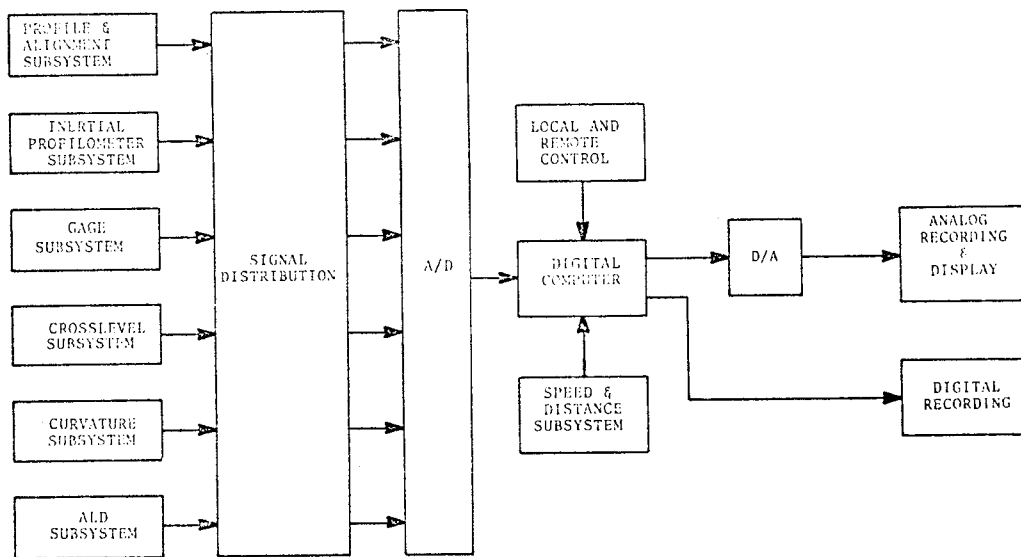 PROFILE &
ALIGNMENT
SUBSYSTEM
INERTIAL
PROFILOMETER
SUBSYSTEM
GAGE
SUBSYSTEM
CROSSLEVEL
SUBSYSTEM
CURVATURE
SUBSYSTEM
ALD
SUBSYSTEM
SIGNAL
DISTRIBUTION
A/D
LOCAL AND
REMOTE
CONTROL
DIGITAL
COMPUTER
SPEED &
DISTANCE
SUBSYSTEM
D/A
ANALOG
RECORDING
&
DISPLAY
DIGITAL
RECORDING